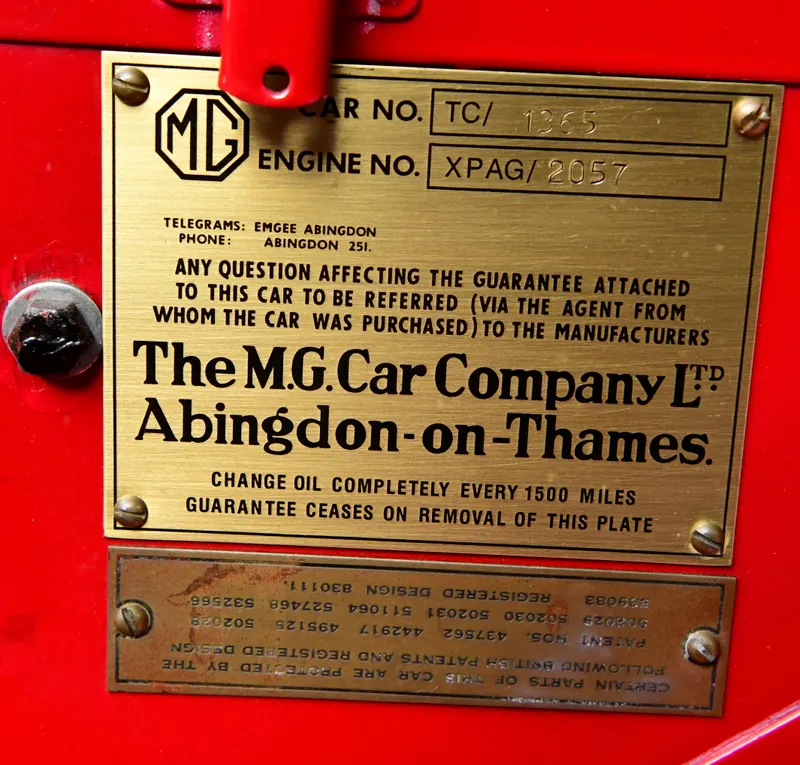 MG
CAR NO. TC/ 1365
ENGINE NO. XPAG/ 2057
TELEGRAMS: EMGEE ABINGDON
PHONE: ABINGDON 251.
ANY QUESTION AFFECTING THE GUARANTEE ATTACHED
TO THIS CAR TO BE REFERRED (VIA THE AGENT FROM
WHOM THE CAR WAS PURCHASED) TO THE MANUFACTURERS
The M.G. Car Company LTD
Abingdon-on-Thames.
CHANGE OIL COMPLETELY EVERY 1500 MILES
GUARANTEE CEASES ON REMOVAL OF THIS PLATE
CERTAIN PARTS OF THIS CAR ARE PROTECTED BY THE
FOLLOWING BRITISH PATENTS AND REGISTERED DESIGN
PATENT NOS. 437562 442917 495125 502028
502029 502030 502031 511064 527468 532566
539083 REGISTERED DESIGN 830111.